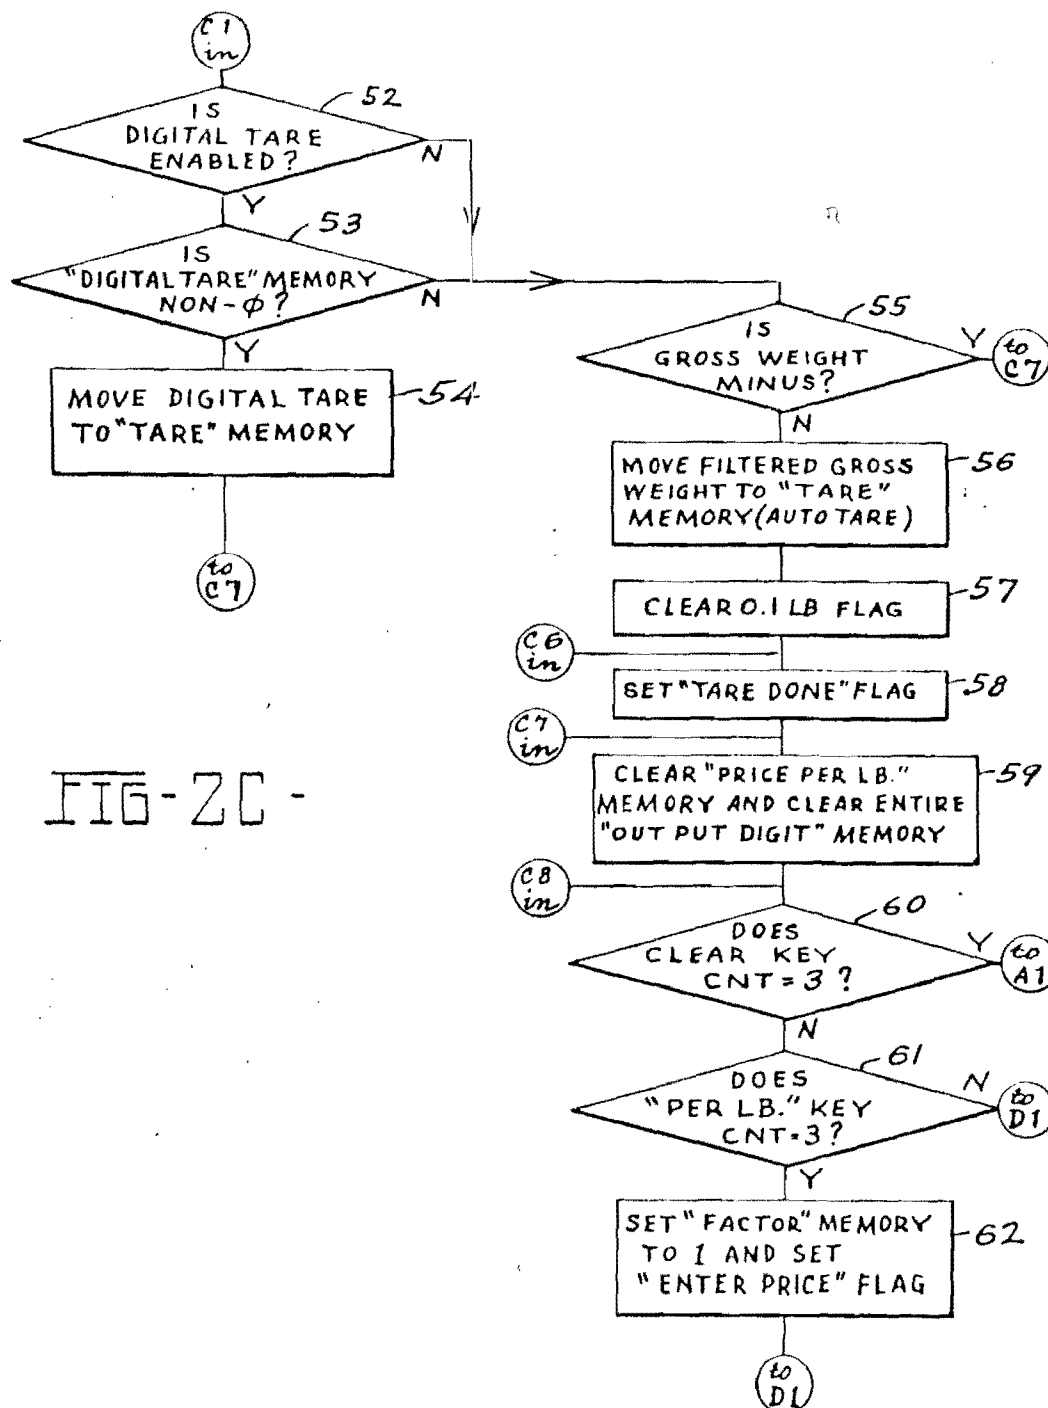 C1
in
IS
DIGITAL TARE
ENABLED?
52
N
Y
53
IS
"DIGITAL TARE" MEMORY
NON-Φ?
N
Y
MOVE DIGITAL TARE
TO "TARE" MEMORY
54
to
C7
55
IS
GROSS WEIGHT
MINUS?
Y
to
C7
N
MOVE FILTERED GROSS
WEIGHT TO "TARE"
MEMORY (AUTO TARE)
56
CLEAR 0.1 LB FLAG
57
C6
in
SET "TARE DONE" FLAG
58
C7
in
CLEAR "PRICE PER LB."
MEMORY AND CLEAR ENTIRE
"OUT PUT DIGIT" MEMORY
59
C8
in
60
DOES
CLEAR KEY
CNT = 3?
Y
to
A1
N
61
DOES
"PER LB." KEY
CNT = 3?
N
to
D1
Y
SET "FACTOR" MEMORY
TO 1 AND SET
"ENTER PRICE" FLAG
62
to
D1
FIG-2C-